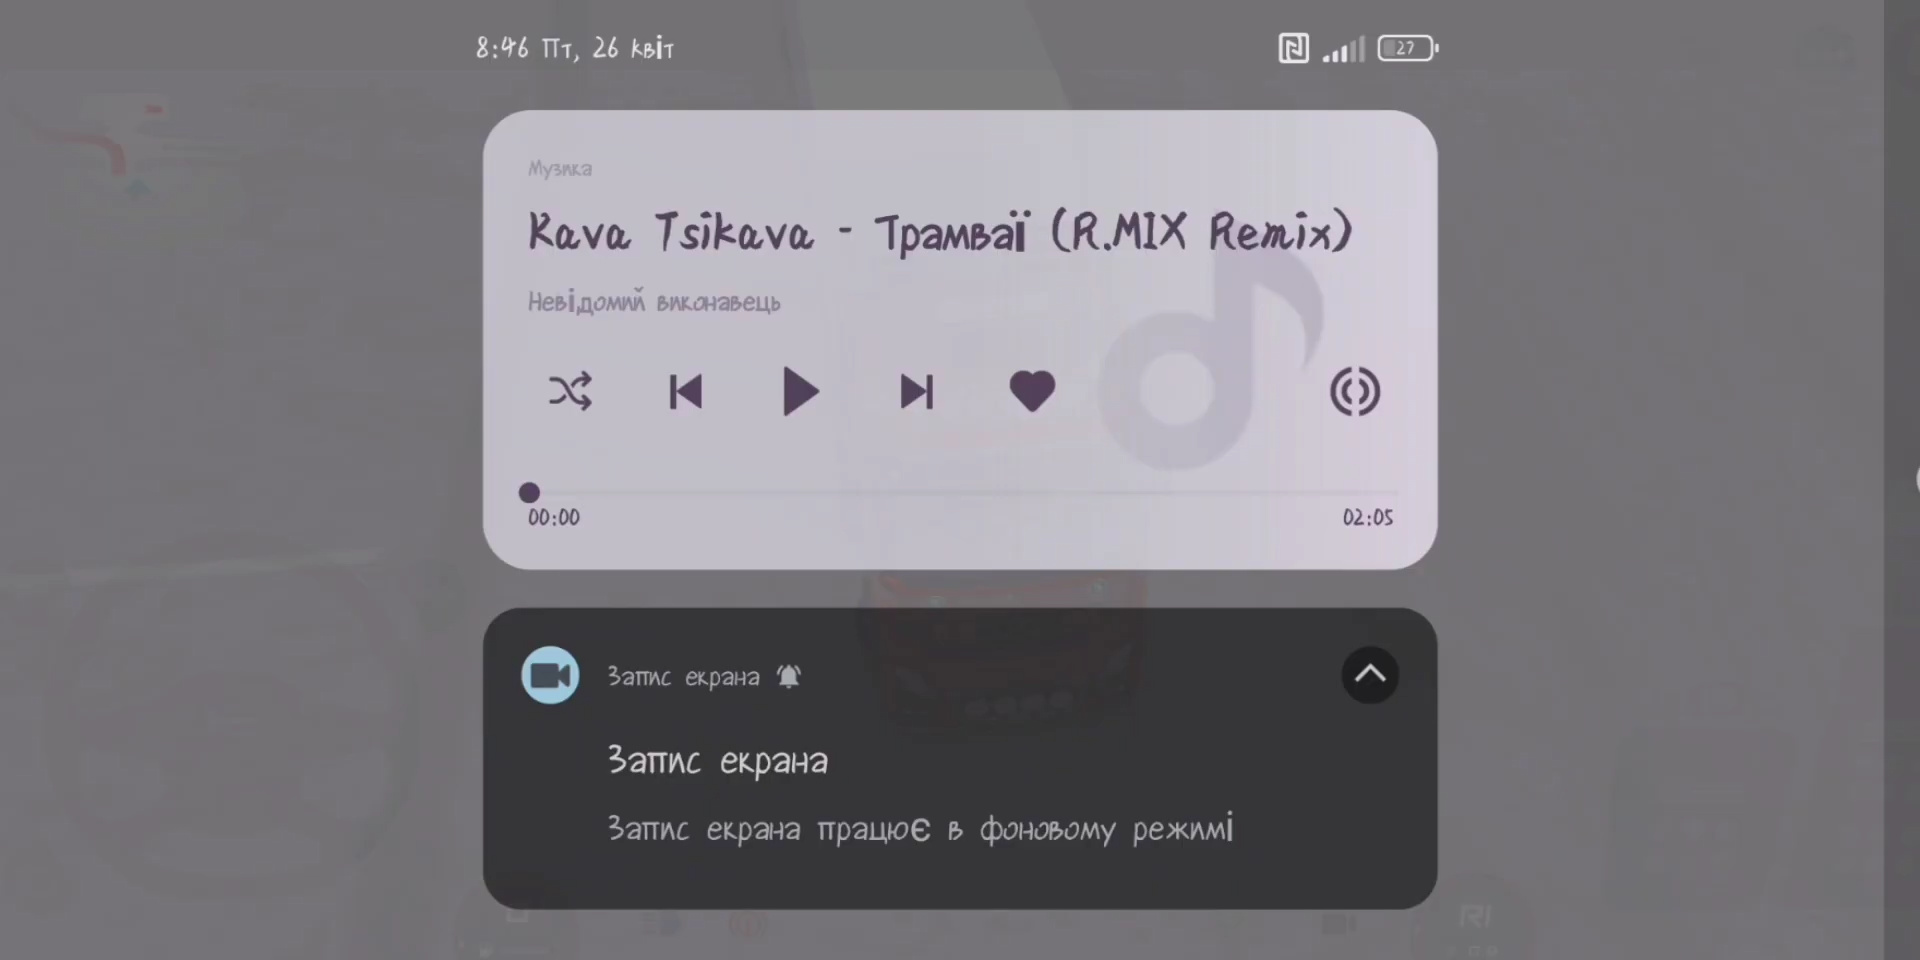 8:46 Пт, 26 квіт
27
Музика
Kava Tsikava - Трамваї (R.MIX Remix)
Невідомий виконавець
00:00
02:05
Запис екрана
Запис екрана
Запис екрана працює в фоновому режимі